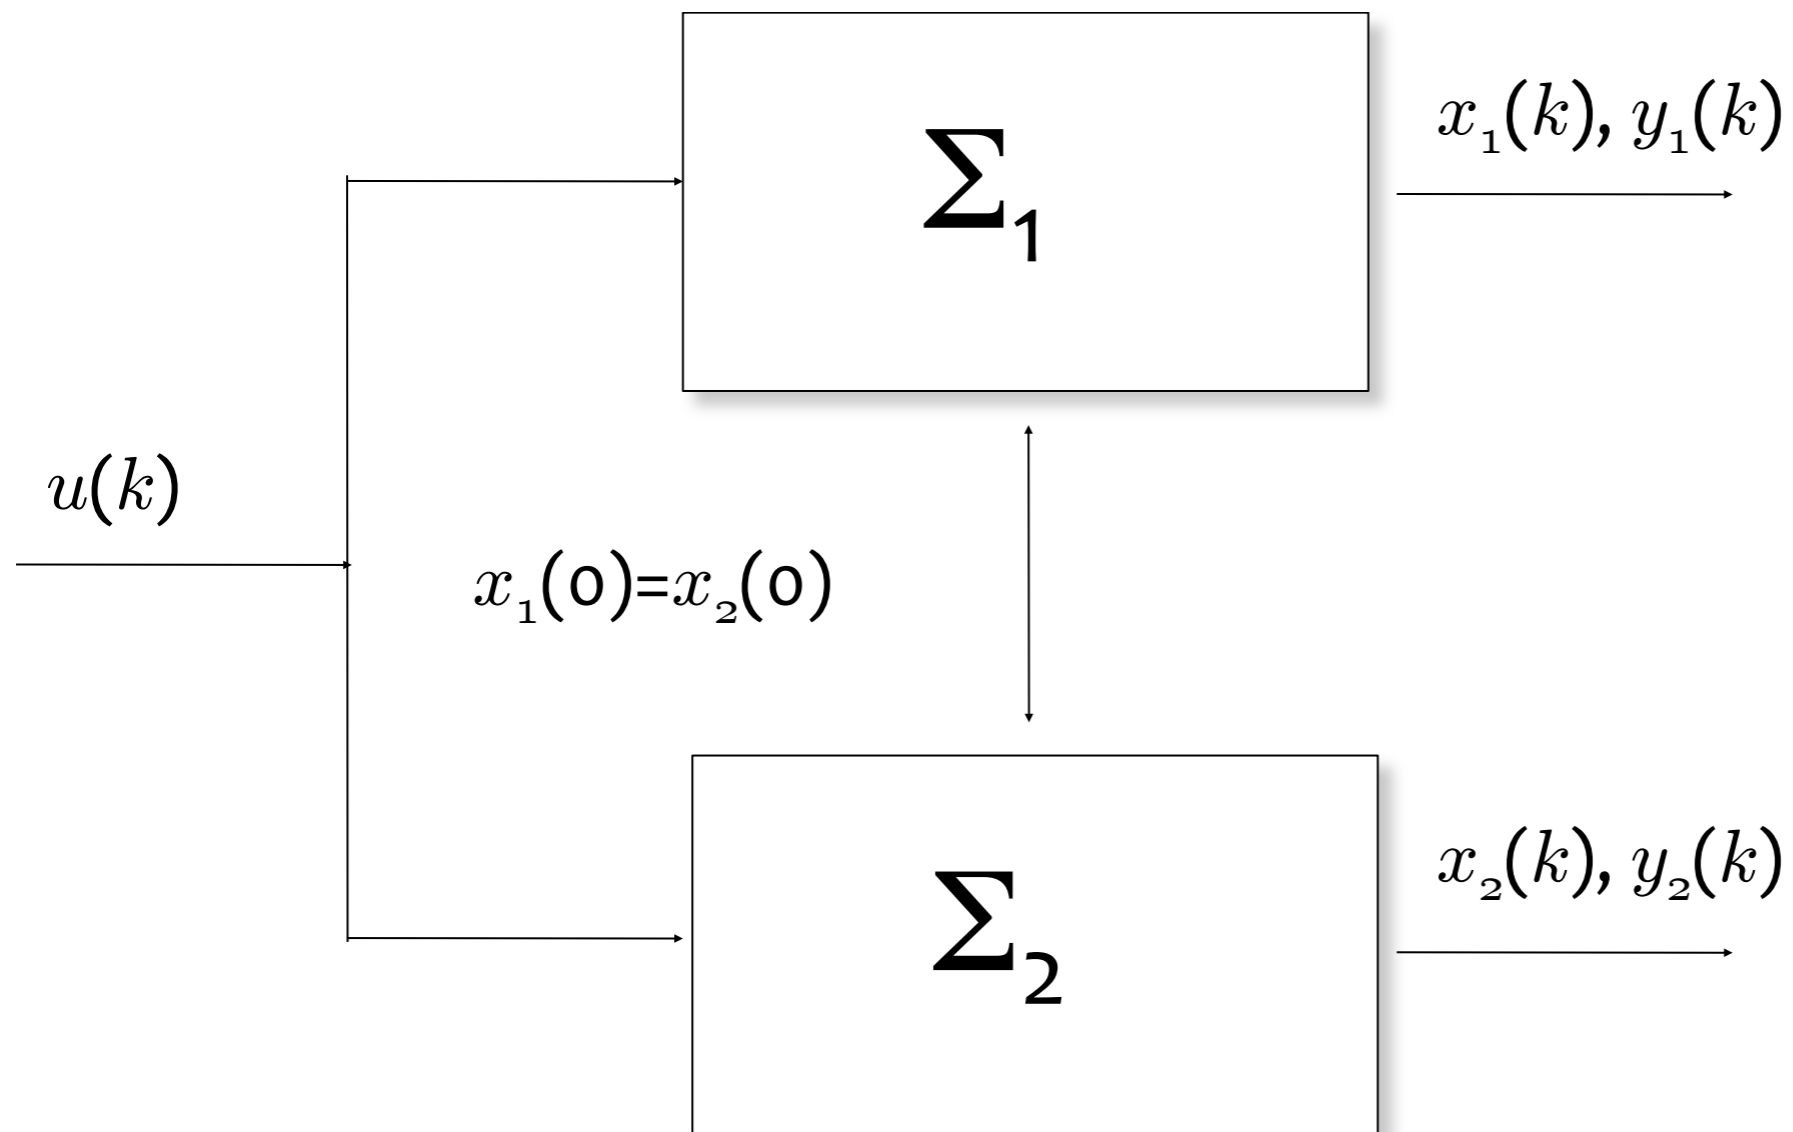 Σ₁
x₁(k), y₁(k)
u(k)
x₁(0)=x₂(0)
Σ₂
x₂(k), y₂(k)